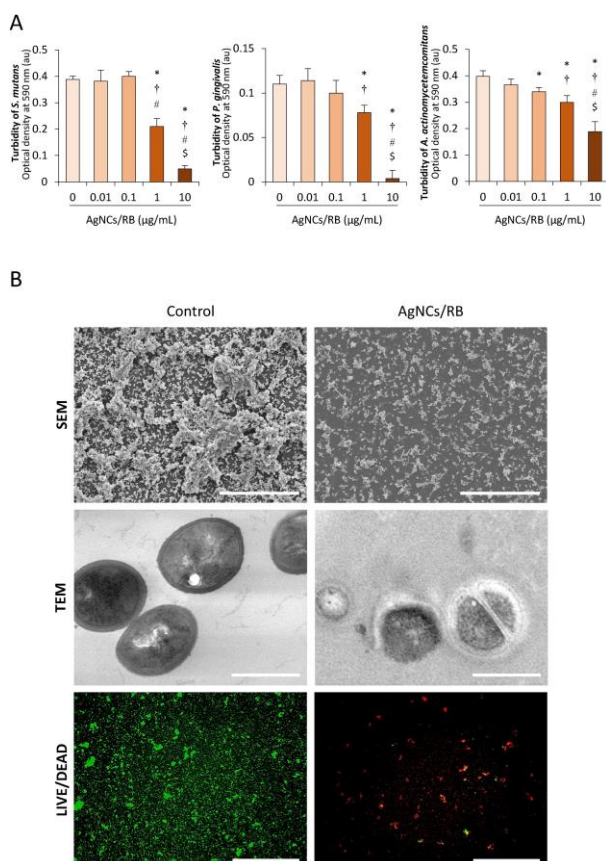 A
Turbidity of S. mutans
Optical density at 590 nm (au)
0.5
0.4
0.3
0.2
0.1
0
*
†
#
*
†
#
$
0 0.01 0.1 1 10
AgNCs/RB (μg/mL)
Turbidity of P. gingivalis
Optical density at 590 nm (au)
0.15
0.1
0.05
0
*
†
*
†
#
$
0 0.01 0.1 1 10
AgNCs/RB (μg/mL)
Turbidity of A. actinomycetemcomitans
Optical density at 590 nm (au)
0.5
0.4
0.3
0.2
0.1
0
*
*
†
*
†
#
$
0 0.01 0.1 1 10
AgNCs/RB (μg/mL)
B
Control AgNCs/RB
SEM
TEM
LIVE/DEAD